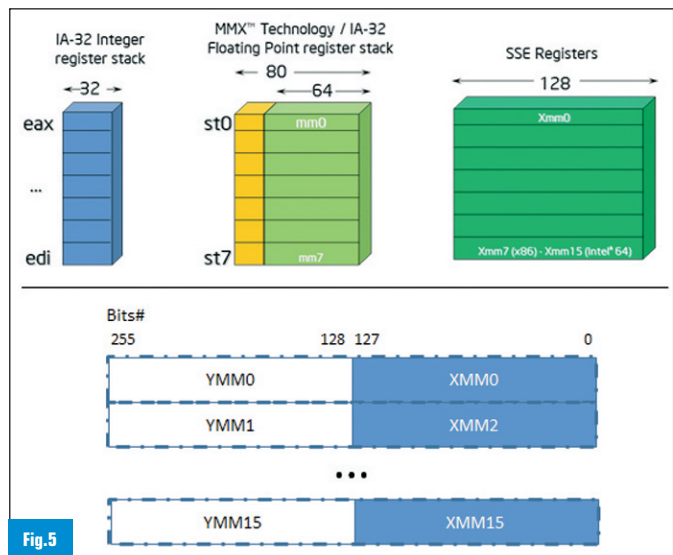 IA-32 Integer
register stack
32
eax
...
edi
MMX™ Technology / IA-32
Floating Point register stack
80
64
st0
mm0
st7
mm7
SSE Registers
128
Xmm0
Xmm7 (x86) - Xmm15 (Intel® 64)
Bits#
255 128 127 0
YMM0 XMM0
YMM1 XMM2
•••
YMM15 XMM15
Fig.5